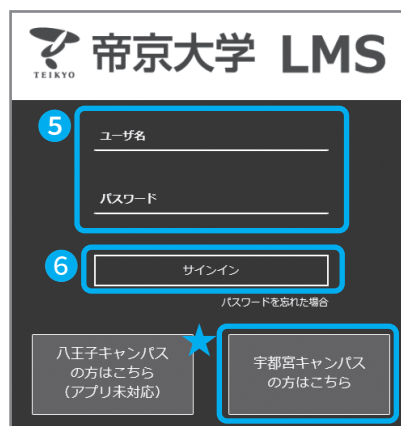 TEIKYO
帝京大学 LMS
5
ユーザ名
パスワード
6
サインイン
パスワードを忘れた場合
八王子キャンパス
の方はこちら
(アプリ未対応)
宇都宮キャンパス
の方はこちら